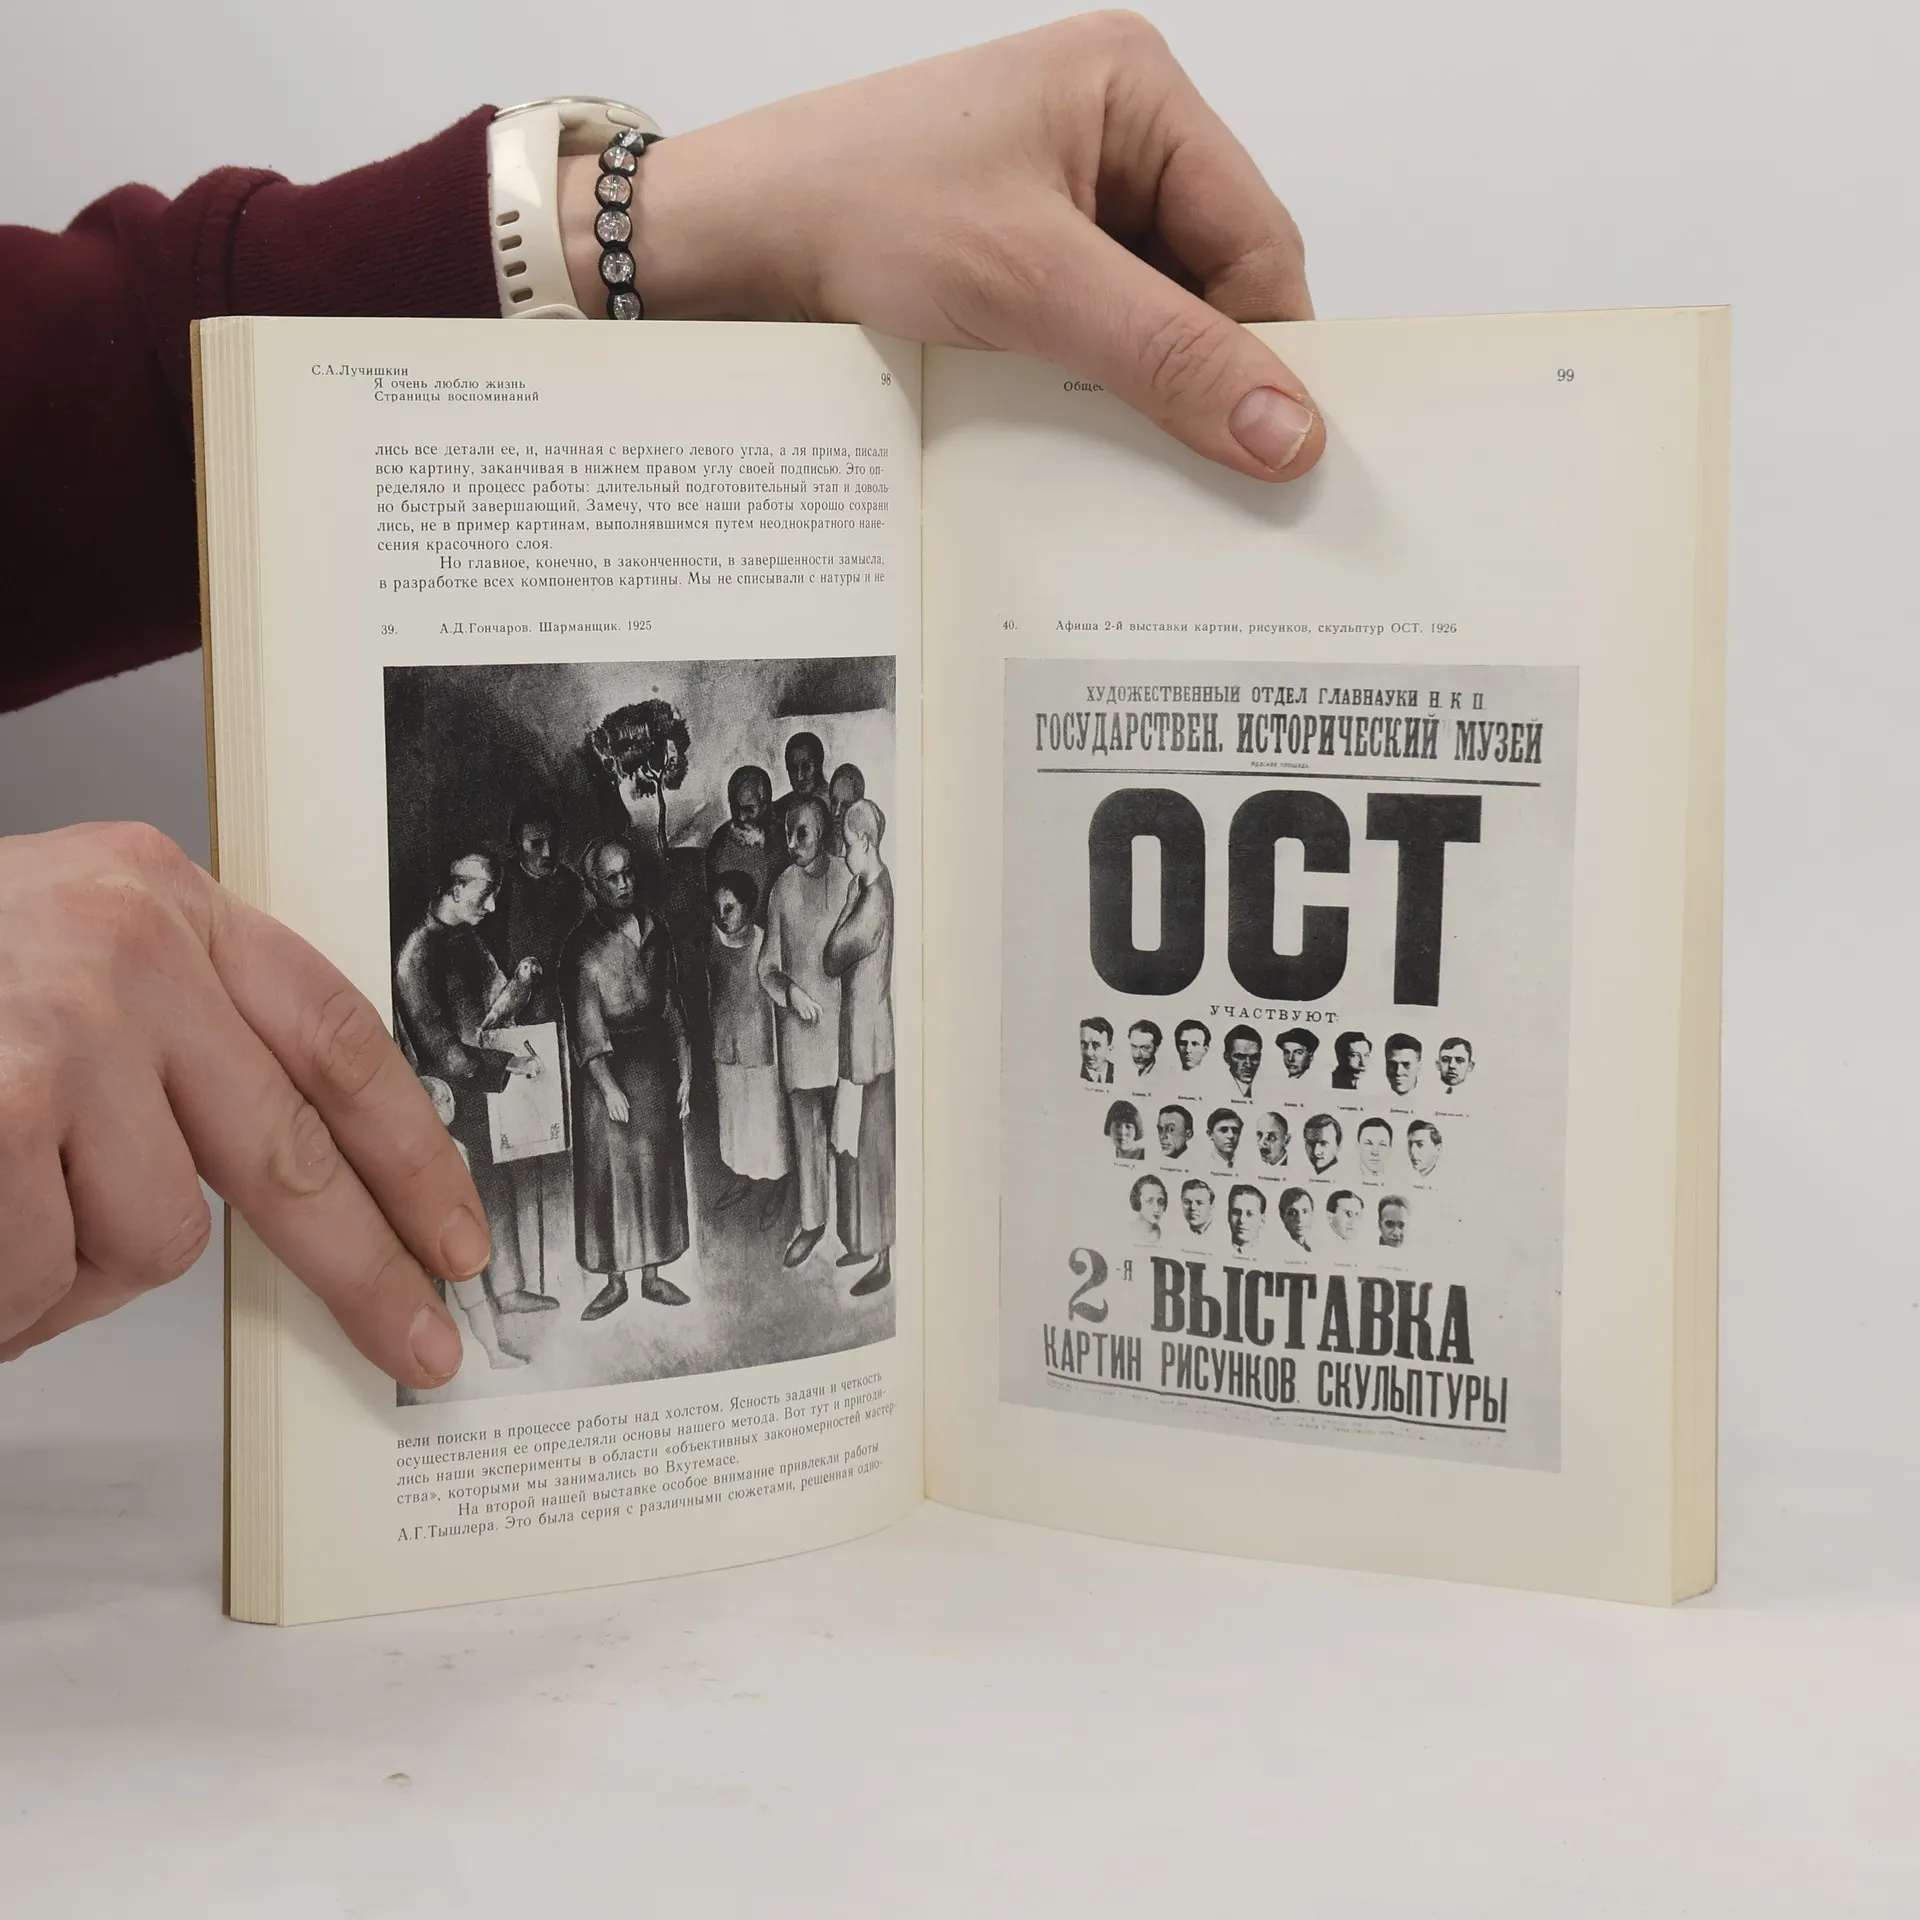 С.А.Лучишкин
Я очень люблю жизнь
Страницы воспоминаний
98
лись все детали ее, и, начиная с верхнего левого угла, а ля прима, писали
всю картину, заканчивая в нижнем правом углу своей подписью. Это оп-
ределяло и процесс работы: длительный подготовительный этап и доволь-
но быстрый завершающий. Замечу, что все наши работы хорошо сохрани
лись, не в пример картинам, выполнявшимся путем неоднократного нане-
сения красочного слоя.
Но главное, конечно, в законченности, в завершенности замысла,
в разработке всех компонентов картины. Мы не списывали с натуры и не
39. А.Д.Гончаров. Шарманщик. 1925
вели поиски в процессе работы над холстом. Ясность задачи и четкость
осуществления ее определяли основы нашего метода. Вот тут и пригоди-
лись наши эксперименты в области «объективных закономерностей мастер-
ства», которыми мы занимались во Вхутемасе.
На второй нашей выставке особое внимание привлекли работы
А.Г.Тышлера. Это была серия с различными сюжетами, решенная одно-
Общес
99
40. Афиша 2-й выставки картин, рисунков, скульптур ОСТ. 1926
ХУДОЖЕСТВЕННЫЙ ОТДЕЛ ГЛАВНАУКИ Н.К.П.
ГОСУДАРСТВЕН. ИСТОРИЧЕСКИЙ МУЗЕЙ
Красная площадь.
ОСТ
УЧАСТВУЮТ:
2-я ВЫСТАВКА
КАРТИН РИСУНКОВ. СКУЛЬПТУРЫ